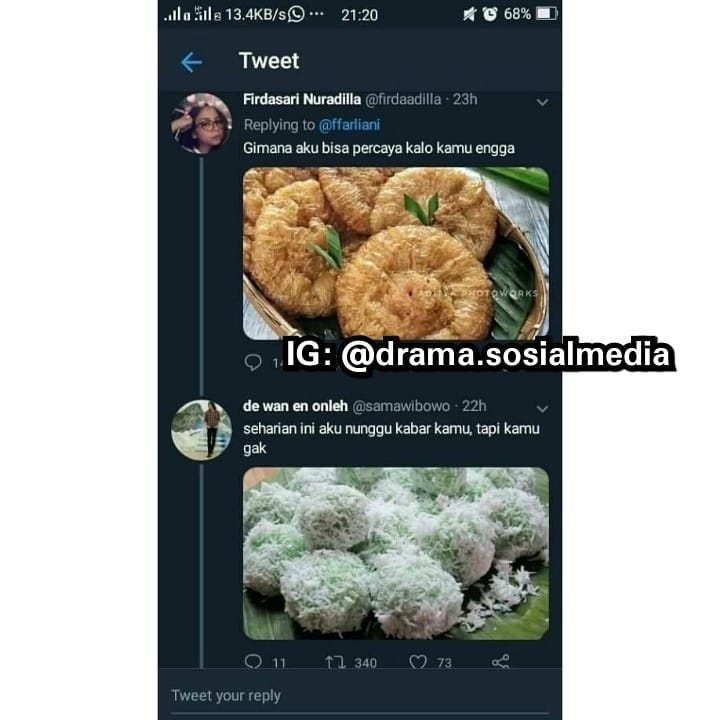 13.4KB/s ... 21:20 68%
Tweet
Firdasari Nuradilla @firdaadilla · 23h
Replying to @ffarliani
Gimana aku bisa percaya kalo kamu engga
ADITYA PHOTOWORKS
IG: @drama.sosialmedia
de wan en onleh @samawibowo · 22h
seharian ini aku nunggu kabar kamu, tapi kamu
gak
11 340 73
Tweet your reply